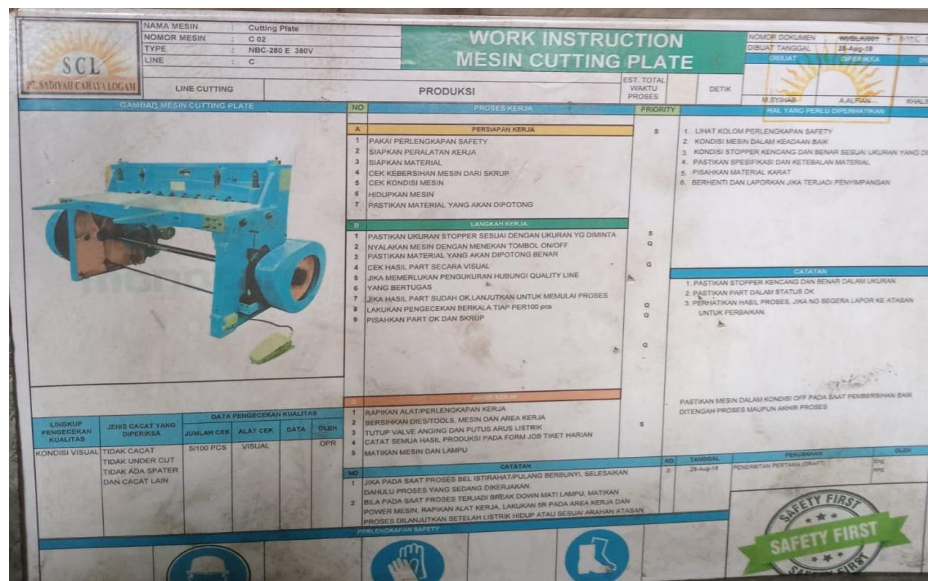 SCL
PT. SADIYAH CAHAYA LOGAM
NAMA MESIN : Cutting Plate
NOMOR MESIN : C 02
TYPE : NBC-280 E 380V
LINE : C
WORK INSTRUCTION
MESIN CUTTING PLATE
NOMOR DOKUMEN
DIBUAT TANGGAL 28-Agg-18
DIBUAT DIPERIKSA
LINE CUTTING
PRODUKSI
EST. TOTAL
WAKTU
PROSES
DETIK
M.SYIHAB A.ALFIAN
GAMBAR MESIN CUTTING PLATE
NO PROSES KERJA PRIORITY
A PERSIAPAN KERJA S
1 PAKAI PERLENGKAPAN SAFETY
2 SIAPKAN PERALATAN KERJA
3 SIAPKAN MATERIAL
4 CEK KEBERSIHAN MESIN DARI SKRUP
5 CEK KONDISI MESIN
6 HIDUPKAN MESIN
7 PASTIKAN MATERIAL YANG AKAN DIPOTONG
B LANGKAH KERJA
1 PASTIKAN UKURAN STOPPER SESUAI DENGAN UKURAN YG DIMINTA S
2 NYALAKAN MESIN DENGAN MENEKAN TOMBOL ON/OFF Q
3 PASTIKAN MATERIAL YANG AKAN DIPOTONG BENAR
4 CEK HASIL PART SECARA VISUAL Q
5 JIKA MEMERLUKAN PENGUKURAN HUBUNGI QUALITY LINE
6 YANG BERTUGAS
7 JIKA HASIL PART SUDAH OK.LANJUTKAN UNTUK MEMULAI PROSES
8 LAKUKAN PENGECEKAN BERKALA TIAP PER100 pcs Q
9 PISAHKAN PART OK DAN SKRUP Q
Q
1 RAPIKAN ALAT/PERLENGKAPAN KERJA
2 BERSIHKAN DIES/TOOLS, MESIN DAN AREA KERJA
3 TUTUP VALVE ANGING DAN PUTUS ARUS LISTRIK S
4 CATAT SEMUA HASIL PRODUKSI PADA FORM JOB TIKET HARIAN
5 MATIKAN MESIN DAN LAMPU
NO CATATAN
1 JIKA PADA SAAT PROSES BEL ISTIRAHAT/PULANG BERBUNYI, SELESAIKAN
DAHULU PROSES YANG SEDANG DIKERJAKAN.
2 BILA PADA SAAT PROSES TERJADI BREAK DOWN MATI LAMPU, MATIKAN
POWER MESIN, RAPIKAN ALAT KERJA, LAKUKAN 5R PADA AREA KERJA DAN
PROSES DILANJUTKAN SETELAH LISTRIK HIDUP ATAU SESUAI ARAHAN ATASAN
HAL YANG PERLU DIPERHATIKAN
1. LIHAT KOLOM PERLENGKAPAN SAFETY
2. KONDISI MESIN DALAM KEADAAN BAIK
3. KONDISI STOPPER KENCANG DAN BENAR SESUAI UKURAN YANG
4. PASTIKAN SPESIFIKASI DAN KETEBALAN MATERIAL
5. PISAHKAN MATERIAL KARAT
6. BERHENTI DAN LAPORKAN JIKA TERJADI PENYIMPANGAN
CATATAN
1. PASTIKAN STOPPER KENCANG DAN BENAR DALAM UKURAN
2. PASTIKAN PART DALAM STATUS OK
3. PERHATIKAN HASIL PROSES, JIKA NG SEGERA LAPOR KE ATASAN
UNTUK PERBAIKAN.
PASTIKAN MESIN DALAM KONDISI OFF PADA SAAT PEMBERSIHAN BAIK
DITENGAH PROSES MAUPUN AKHIR PROSES
NO TANGGAL PERUBAHAN OLEH
28-Agg-18 PENERBITAN PERTAMA (DRAFT)
LINGKUP
PENGECEKAN
KUALITAS
JENIS CACAT YANG
DIPERIKSA
DATA PENGECEKAN KUALITAS
JUMLAH CEK ALAT CEK DATA OLEH
KONDISI VISUAL TIDAK CACAT 5/100 PCS VISUAL OPR
TIDAK UNDER CUT
TIDAK ADA SPATER
DAN CACAT LAIN
PERLENGKAPAN SAFETY
SAFETY FIRST
SAFETY FIRST
SAFETY FIRST